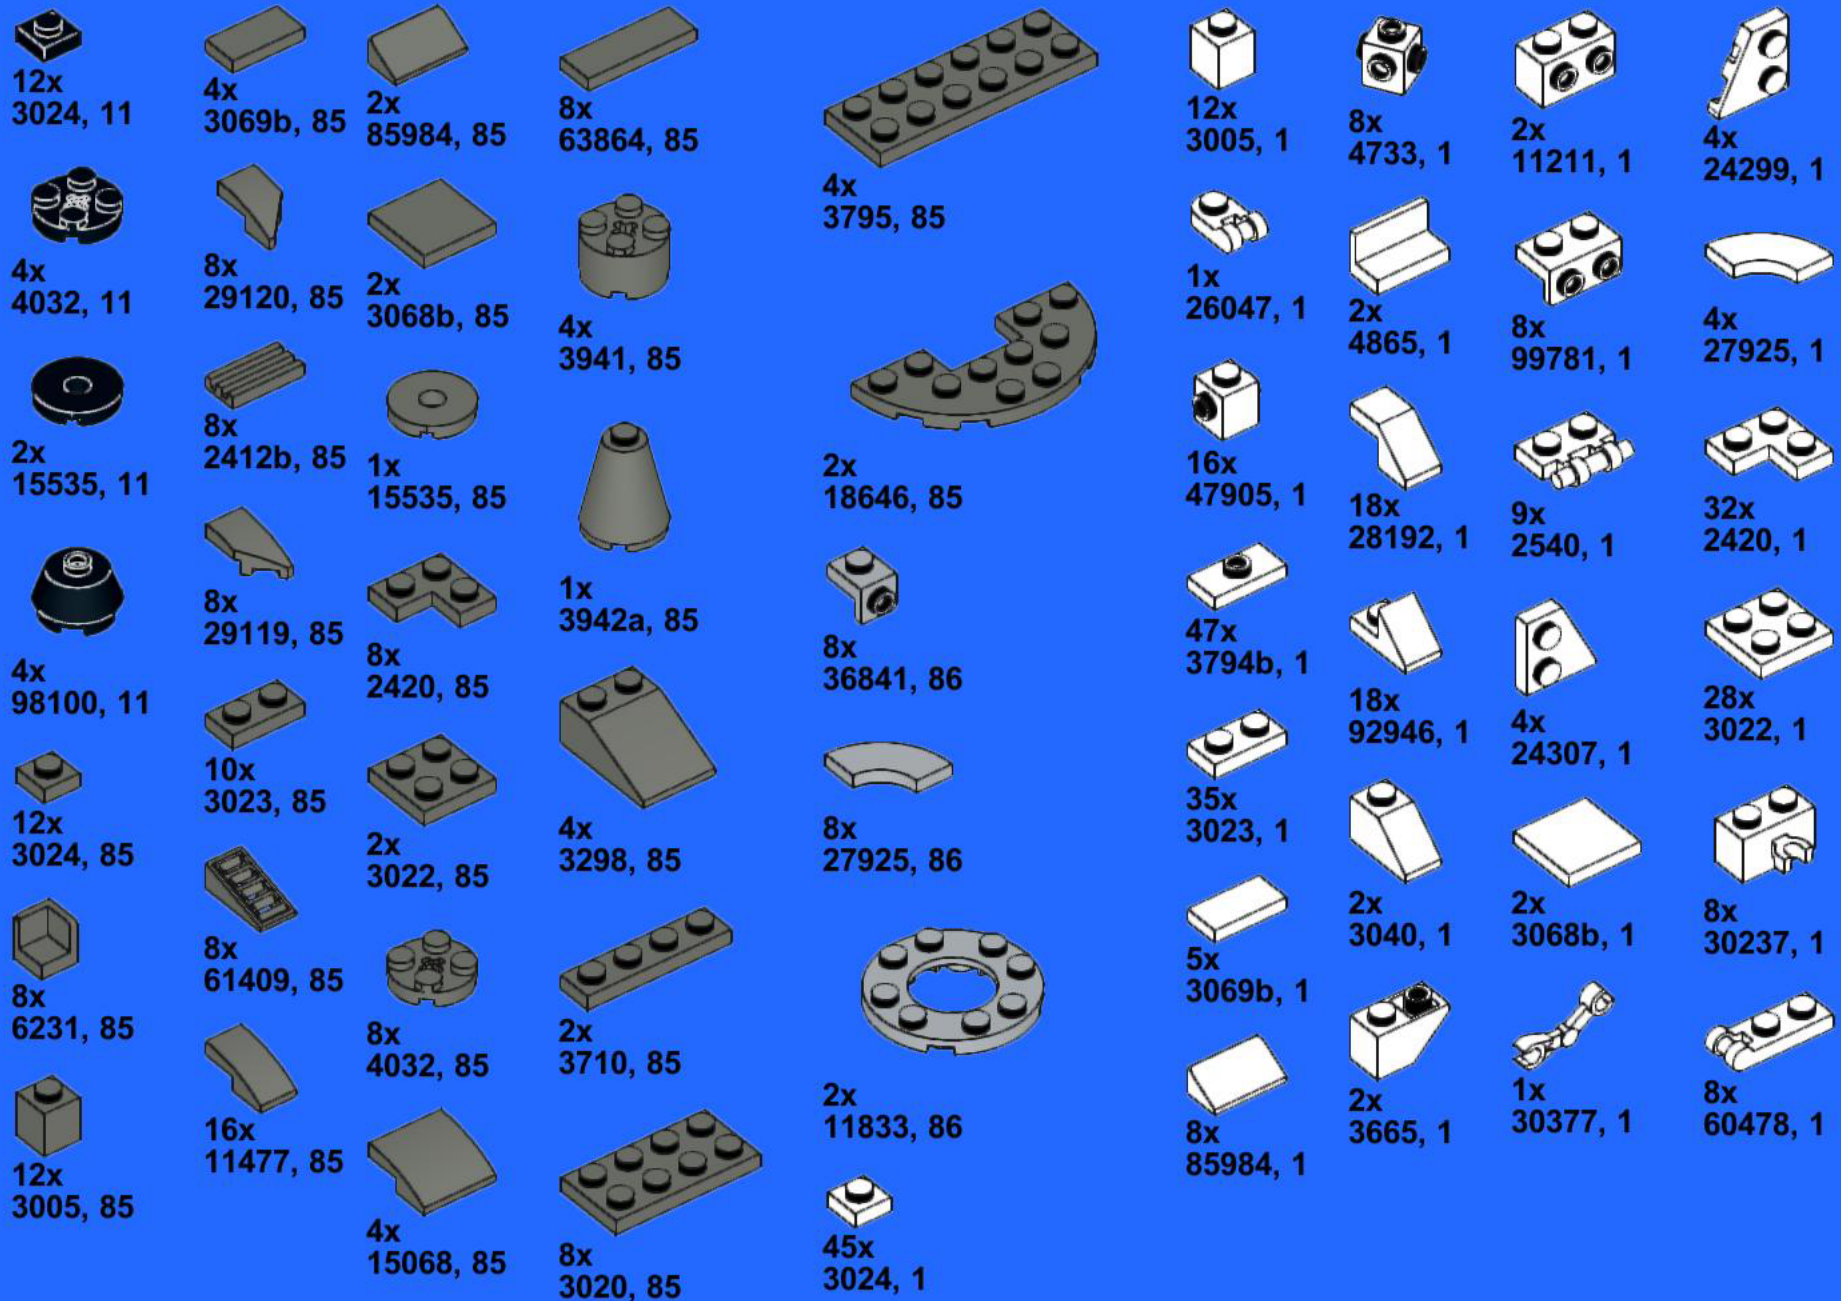 12x
3024, 11
4x
4032, 11
2x
15535, 11
4x
98100, 11
12x
3024, 85
8x
6231, 85
12x
3005, 85
4x
3069b, 85
8x
29120, 85
8x
2412b, 85
8x
29119, 85
10x
3023, 85
8x
61409, 85
16x
11477, 85
2x
85984, 85
2x
3068b, 85
1x
15535, 85
8x
2420, 85
2x
3022, 85
8x
4032, 85
4x
15068, 85
8x
63864, 85
4x
3941, 85
1x
3942a, 85
4x
3298, 85
2x
3710, 85
8x
3020, 85
4x
3795, 85
2x
18646, 85
8x
36841, 86
8x
27925, 86
2x
11833, 86
45x
3024, 1
12x
3005, 1
1x
26047, 1
16x
47905, 1
47x
3794b, 1
35x
3023, 1
5x
3069b, 1
8x
85984, 1
8x
4733, 1
2x
4865, 1
18x
28192, 1
18x
92946, 1
2x
3040, 1
2x
3665, 1
2x
11211, 1
8x
99781, 1
9x
2540, 1
4x
24307, 1
2x
3068b, 1
1x
30377, 1
4x
24299, 1
4x
27925, 1
32x
2420, 1
28x
3022, 1
8x
30237, 1
8x
60478, 1